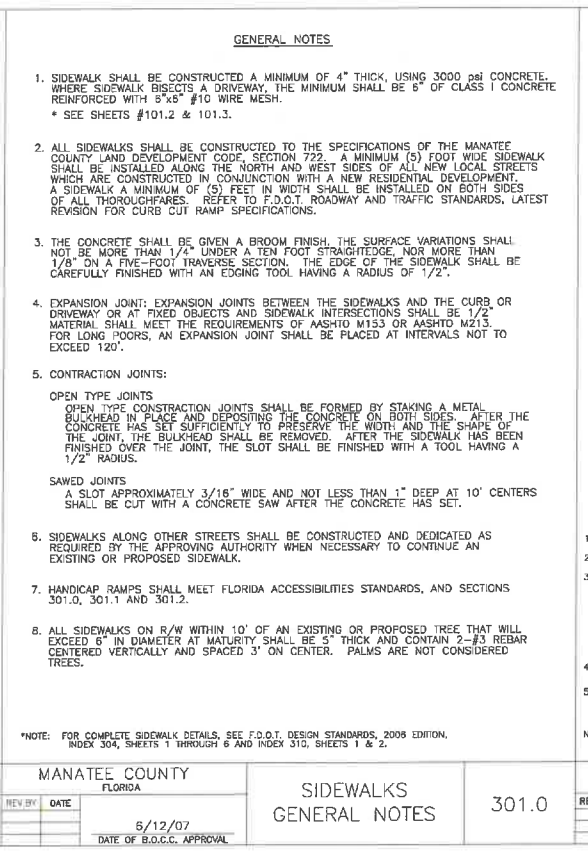 GENERAL NOTES
1. SIDEWALK SHALL BE CONSTRUCTED A MINIMUM OF 4" THICK, USING 3000 psi CONCRETE.
WHERE SIDEWALK BISECTS A DRIVEWAY, THE MINIMUM SHALL BE 6" OF CLASS I CONCRETE
REINFORCED WITH 6"x6" #10 WIRE MESH.
* SEE SHEETS #101.2 & 101.3.
2. ALL SIDEWALKS SHALL BE CONSTRUCTED TO THE SPECIFICATIONS OF THE MANATEE
COUNTY LAND DEVELOPMENT CODE, SECTION 722. A MINIMUM (5) FOOT WIDE SIDEWALK
SHALL BE INSTALLED ALONG THE NORTH AND WEST SIDES OF ALL NEW LOCAL STREETS
WHICH ARE CONSTRUCTED IN CONJUNCTION WITH A NEW RESIDENTIAL DEVELOPMENT.
A SIDEWALK A MINIMUM OF (5) FEET IN WIDTH SHALL BE INSTALLED ON BOTH SIDES
OF ALL THOROUGHFARES. REFER TO F.D.O.T. ROADWAY AND TRAFFIC STANDARDS, LATEST
REVISION FOR CURB CUT RAMP SPECIFICATIONS.
3. THE CONCRETE SHALL BE GIVEN A BROOM FINISH. THE SURFACE VARIATIONS SHALL
NOT BE MORE THAN 1/4" UNDER A TEN FOOT STRAIGHTEDGE, NOR MORE THAN
1/8" ON A FIVE-FOOT TRAVERSE SECTION. THE EDGE OF THE SIDEWALK SHALL BE
CAREFULLY FINISHED WITH AN EDGING TOOL HAVING A RADIUS OF 1/2".
4. EXPANSION JOINT: EXPANSION JOINTS BETWEEN THE SIDEWALKS AND THE CURB OR
DRIVEWAY OR AT FIXED OBJECTS AND SIDEWALK INTERSECTIONS SHALL BE 1/2"
MATERIAL SHALL MEET THE REQUIREMENTS OF AASHTO M153 OR AASHTO M213.
FOR LONG POORS, AN EXPANSION JOINT SHALL BE PLACED AT INTERVALS NOT TO
EXCEED 120'.
5. CONTRACTION JOINTS:
OPEN TYPE JOINTS
OPEN TYPE CONSTRACTION JOINTS SHALL BE FORMED BY STAKING A METAL
BULKHEAD IN PLACE AND DEPOSITING THE CONCRETE ON BOTH SIDES. AFTER THE
CONCRETE HAS SET SUFFICIENTLY TO PRESERVE THE WIDTH AND THE SHAPE OF
THE JOINT, THE BULKHEAD SHALL BE REMOVED. AFTER THE SIDEWALK HAS BEEN
FINISHED OVER THE JOINT, THE SLOT SHALL BE FINISHED WITH A TOOL HAVING A
1/2" RADIUS.
SAWED JOINTS
A SLOT APPROXIMATELY 3/16" WIDE AND NOT LESS THAN 1" DEEP AT 10' CENTERS
SHALL BE CUT WITH A CONCRETE SAW AFTER THE CONCRETE HAS SET.
6. SIDEWALKS ALONG OTHER STREETS SHALL BE CONSTRUCTED AND DEDICATED AS
REQUIRED BY THE APPROVING AUTHORITY WHEN NECESSARY TO CONTINUE AN
EXISTING OR PROPOSED SIDEWALK.
7. HANDICAP RAMPS SHALL MEET FLORIDA ACCESSIBILITIES STANDARDS, AND SECTIONS
301.0, 301.1 AND 301.2.
8. ALL SIDEWALKS ON R/W WITHIN 10' OF AN EXISTING OR PROPOSED TREE THAT WILL
EXCEED 6" IN DIAMETER AT MATURITY SHALL BE 5" THICK AND CONTAIN 2-#3 REBAR
CENTERED VERTICALLY AND SPACED 3' ON CENTER. PALMS ARE NOT CONSIDERED
TREES.
*NOTE: FOR COMPLETE SIDEWALK DETAILS, SEE F.D.O.T. DESIGN STANDARDS, 2006 EDITION,
INDEX 304, SHEETS 1 THROUGH 6 AND INDEX 310, SHEETS 1 & 2.
MANATEE COUNTY
FLORIDA
REV.BY DATE
6/12/07
DATE OF B.O.C.C. APPROVAL
SIDEWALKS
GENERAL NOTES
301.0